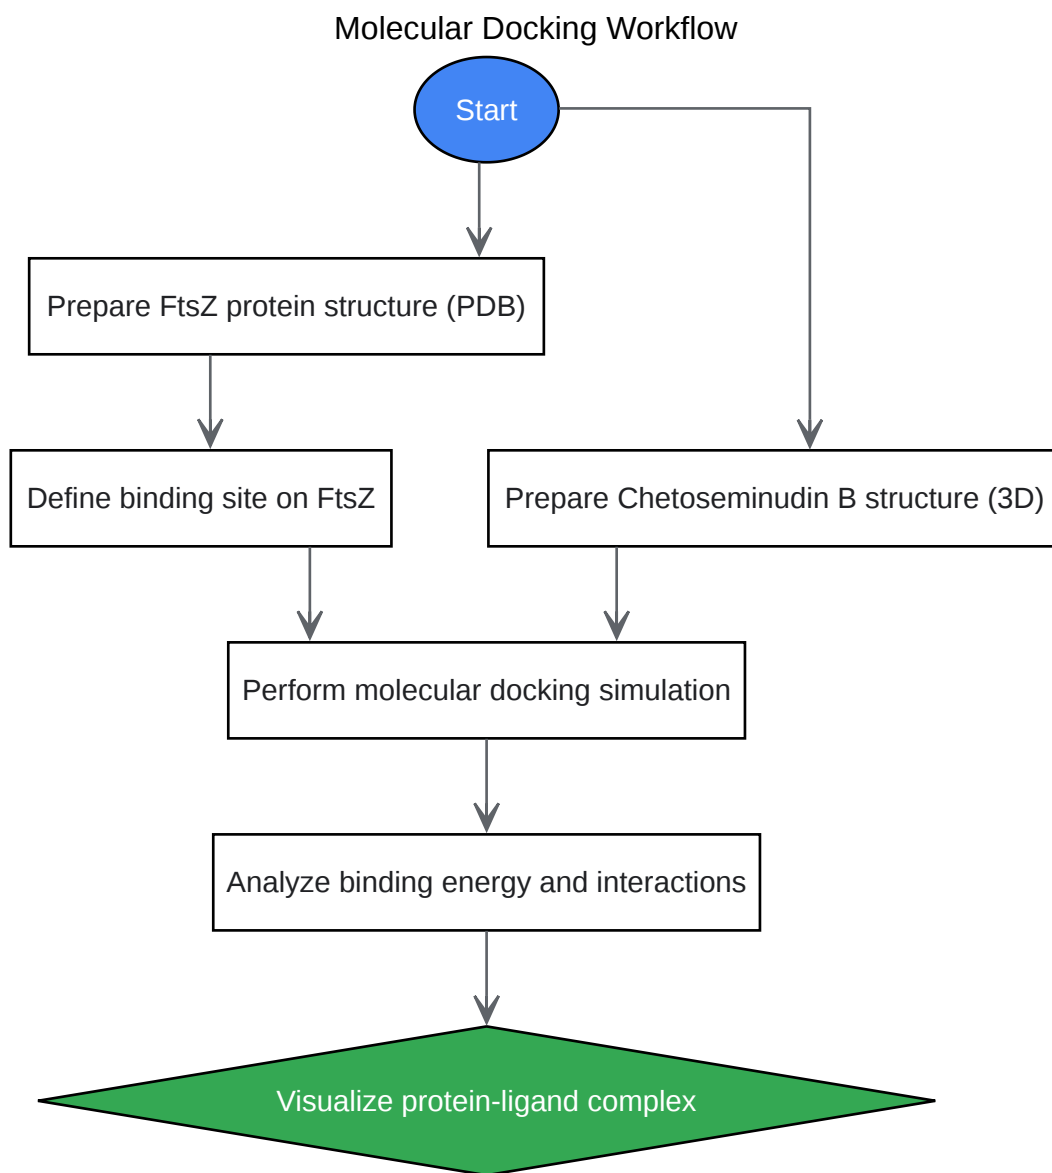 Molecular Docking Workflow
Start
Prepare FtsZ protein structure (PDB)
Define binding site on FtsZ
Prepare Chetoseminudin B structure (3D)
Perform molecular docking simulation
Analyze binding energy and interactions
Visualize protein-ligand complex